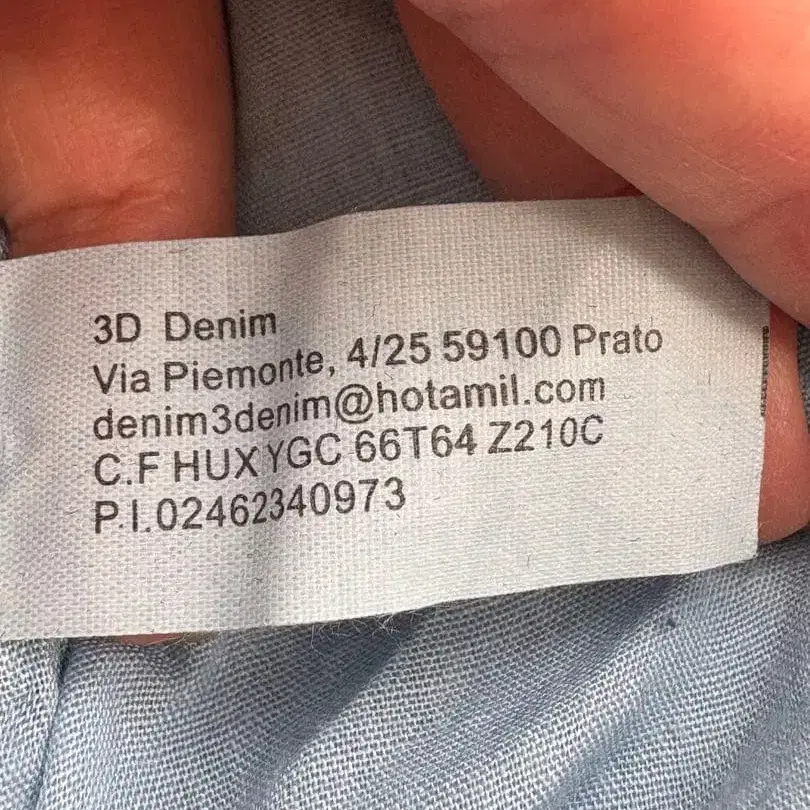 3D Denim
Via Piemonte, 4/25 59100 Prato
denim3denim@hotamil.com
C.F HUX YGC 66T64 Z210C
P.I.02462340973